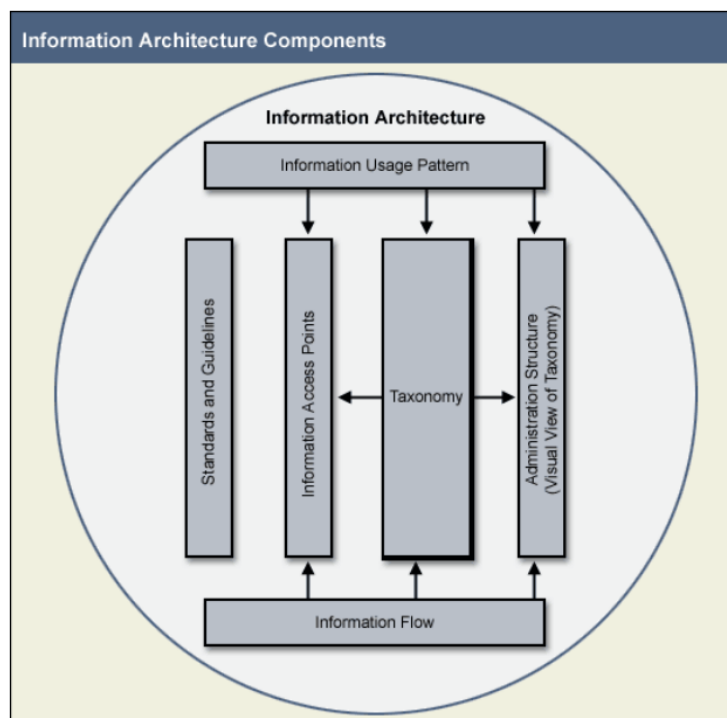 Information Architecture Components
Information Architecture
Information Usage Pattern
Standards and Guidelines
Information Access Points
Taxonomy
Administration Structure
(Visual View of Taxonomy)
Information Flow